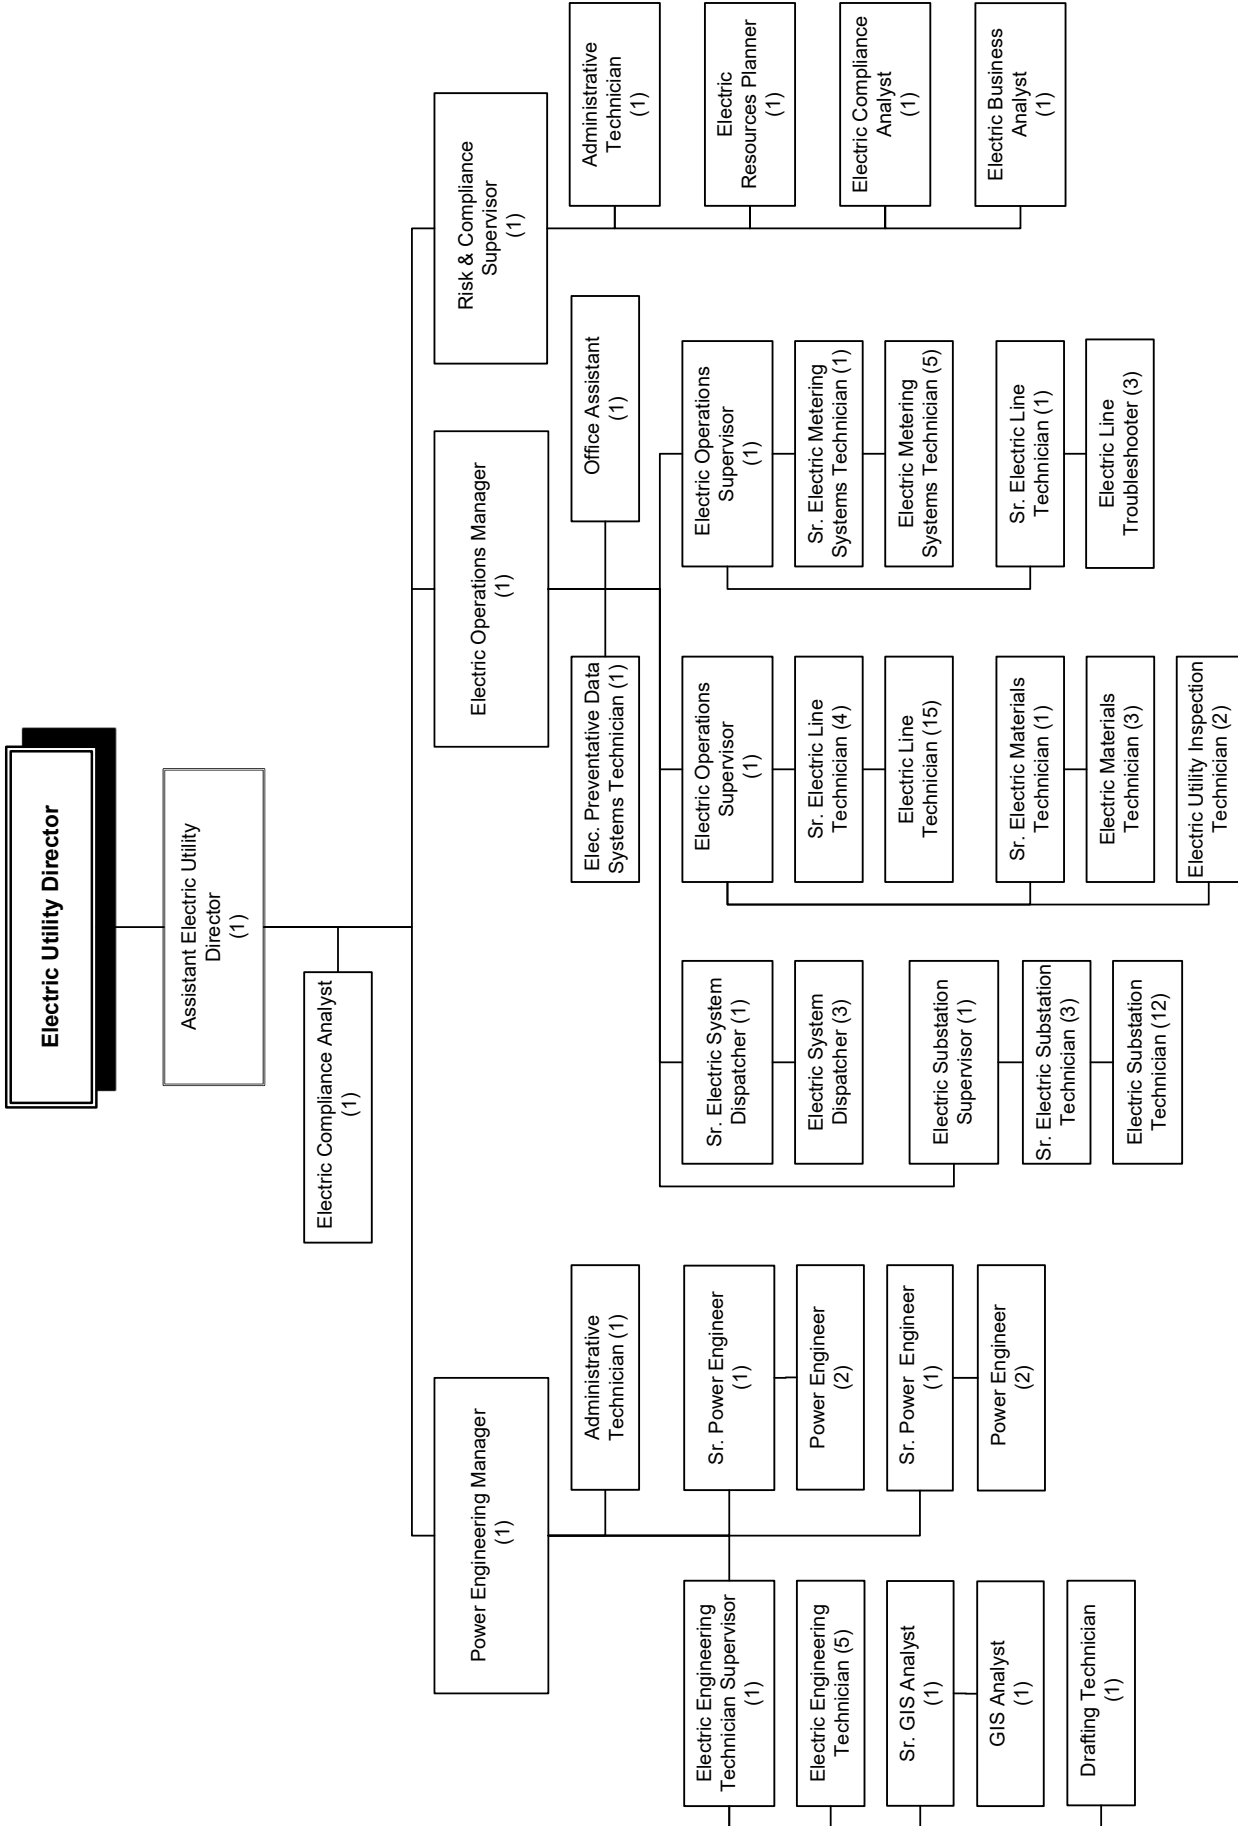 Electric Utility Director
Assistant Electric Utility
Director
(1)
Electric Compliance Analyst
(1)
Power Engineering Manager
(1)
Electric Operations Manager
(1)
Risk & Compliance
Supervisor
(1)
Administrative
Technician (1)
Electric Engineering
Technician Supervisor
(1)
Electric Engineering
Technician (5)
Sr. GIS Analyst
(1)
GIS Analyst
(1)
Drafting Technician
(1)
Sr. Power Engineer
(1)
Power Engineer
(2)
Sr. Power Engineer
(1)
Power Engineer
(2)
Elec. Preventative Data
Systems Technician (1)
Office Assistant
(1)
Sr. Electric System
Dispatcher (1)
Electric System
Dispatcher (3)
Electric Substation
Supervisor (1)
Sr. Electric Substation
Technician (3)
Electric Substation
Technician (12)
Electric Operations
Supervisor
(1)
Sr. Electric Line
Technician (4)
Electric Line
Technician (15)
Sr. Electric Materials
Technician (1)
Electric Materials
Technician (3)
Electric Utility Inspection
Technician (2)
Electric Operations
Supervisor
(1)
Sr. Electric Metering
Systems Technician (1)
Electric Metering
Systems Technician (5)
Sr. Electric Line
Technician (1)
Electric Line
Troubleshooter (3)
Administrative
Technician
(1)
Electric
Resources Planner
(1)
Electric Compliance
Analyst
(1)
Electric Business
Analyst
(1)